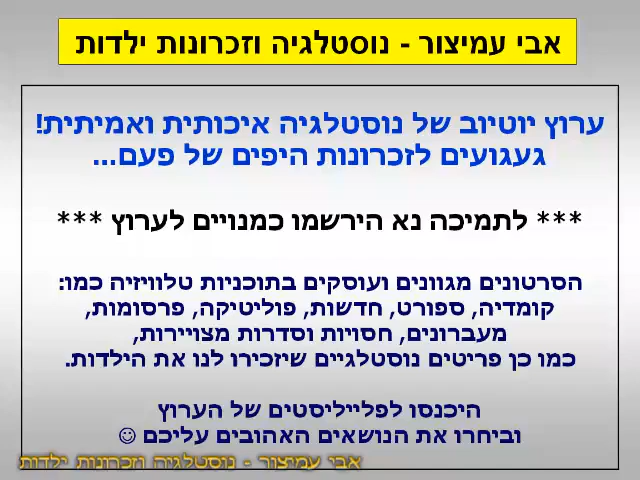 אבי עמיצור - נוסטלגיה וזכרונות ילדות
ערוץ יוטיוב של נוסטלגיה איכותית ואמיתית!
געגועים לזכרונות היפים של פעם...
*** לתמיכה נא הירשמו כמנויים לערוץ ***
הסרטונים מגוונים ועוסקים בתוכניות טלוויזיה כמו:
קומדיה, ספורט, חדשות, פוליטיקה, פרסומות,
מעברונים, חסויות וסדרות מצויירות,
כמו כן פריטים נוסטלגיים שיזכירו לנו את הילדות.
היכנסו לפלייליסטים של הערוץ
וביחרו את הנושאים האהובים עליכם ☺
אבי עמיצור - נוסטלגיה וזכרונות ילדות